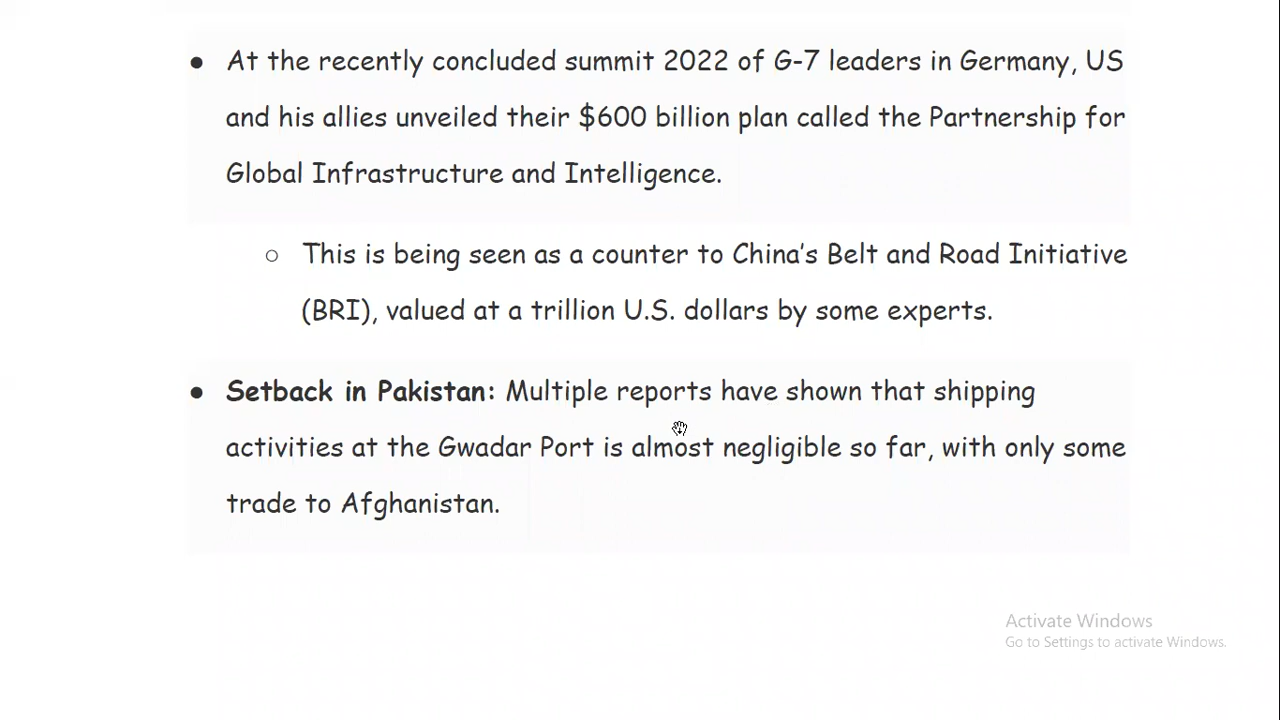 ● At the recently concluded summit 2022 of G-7 leaders in Germany, US
and his allies unveiled their $600 billion plan called the Partnership for
Global Infrastructure and Intelligence.
○ This is being seen as a counter to China's Belt and Road Initiative
(BRI), valued at a trillion U.S. dollars by some experts.
● Setback in Pakistan: Multiple reports have shown that shipping
activities at the Gwadar Port is almost negligible so far, with only some
trade to Afghanistan.
Activate Windows
Go to Settings to activate Windows.